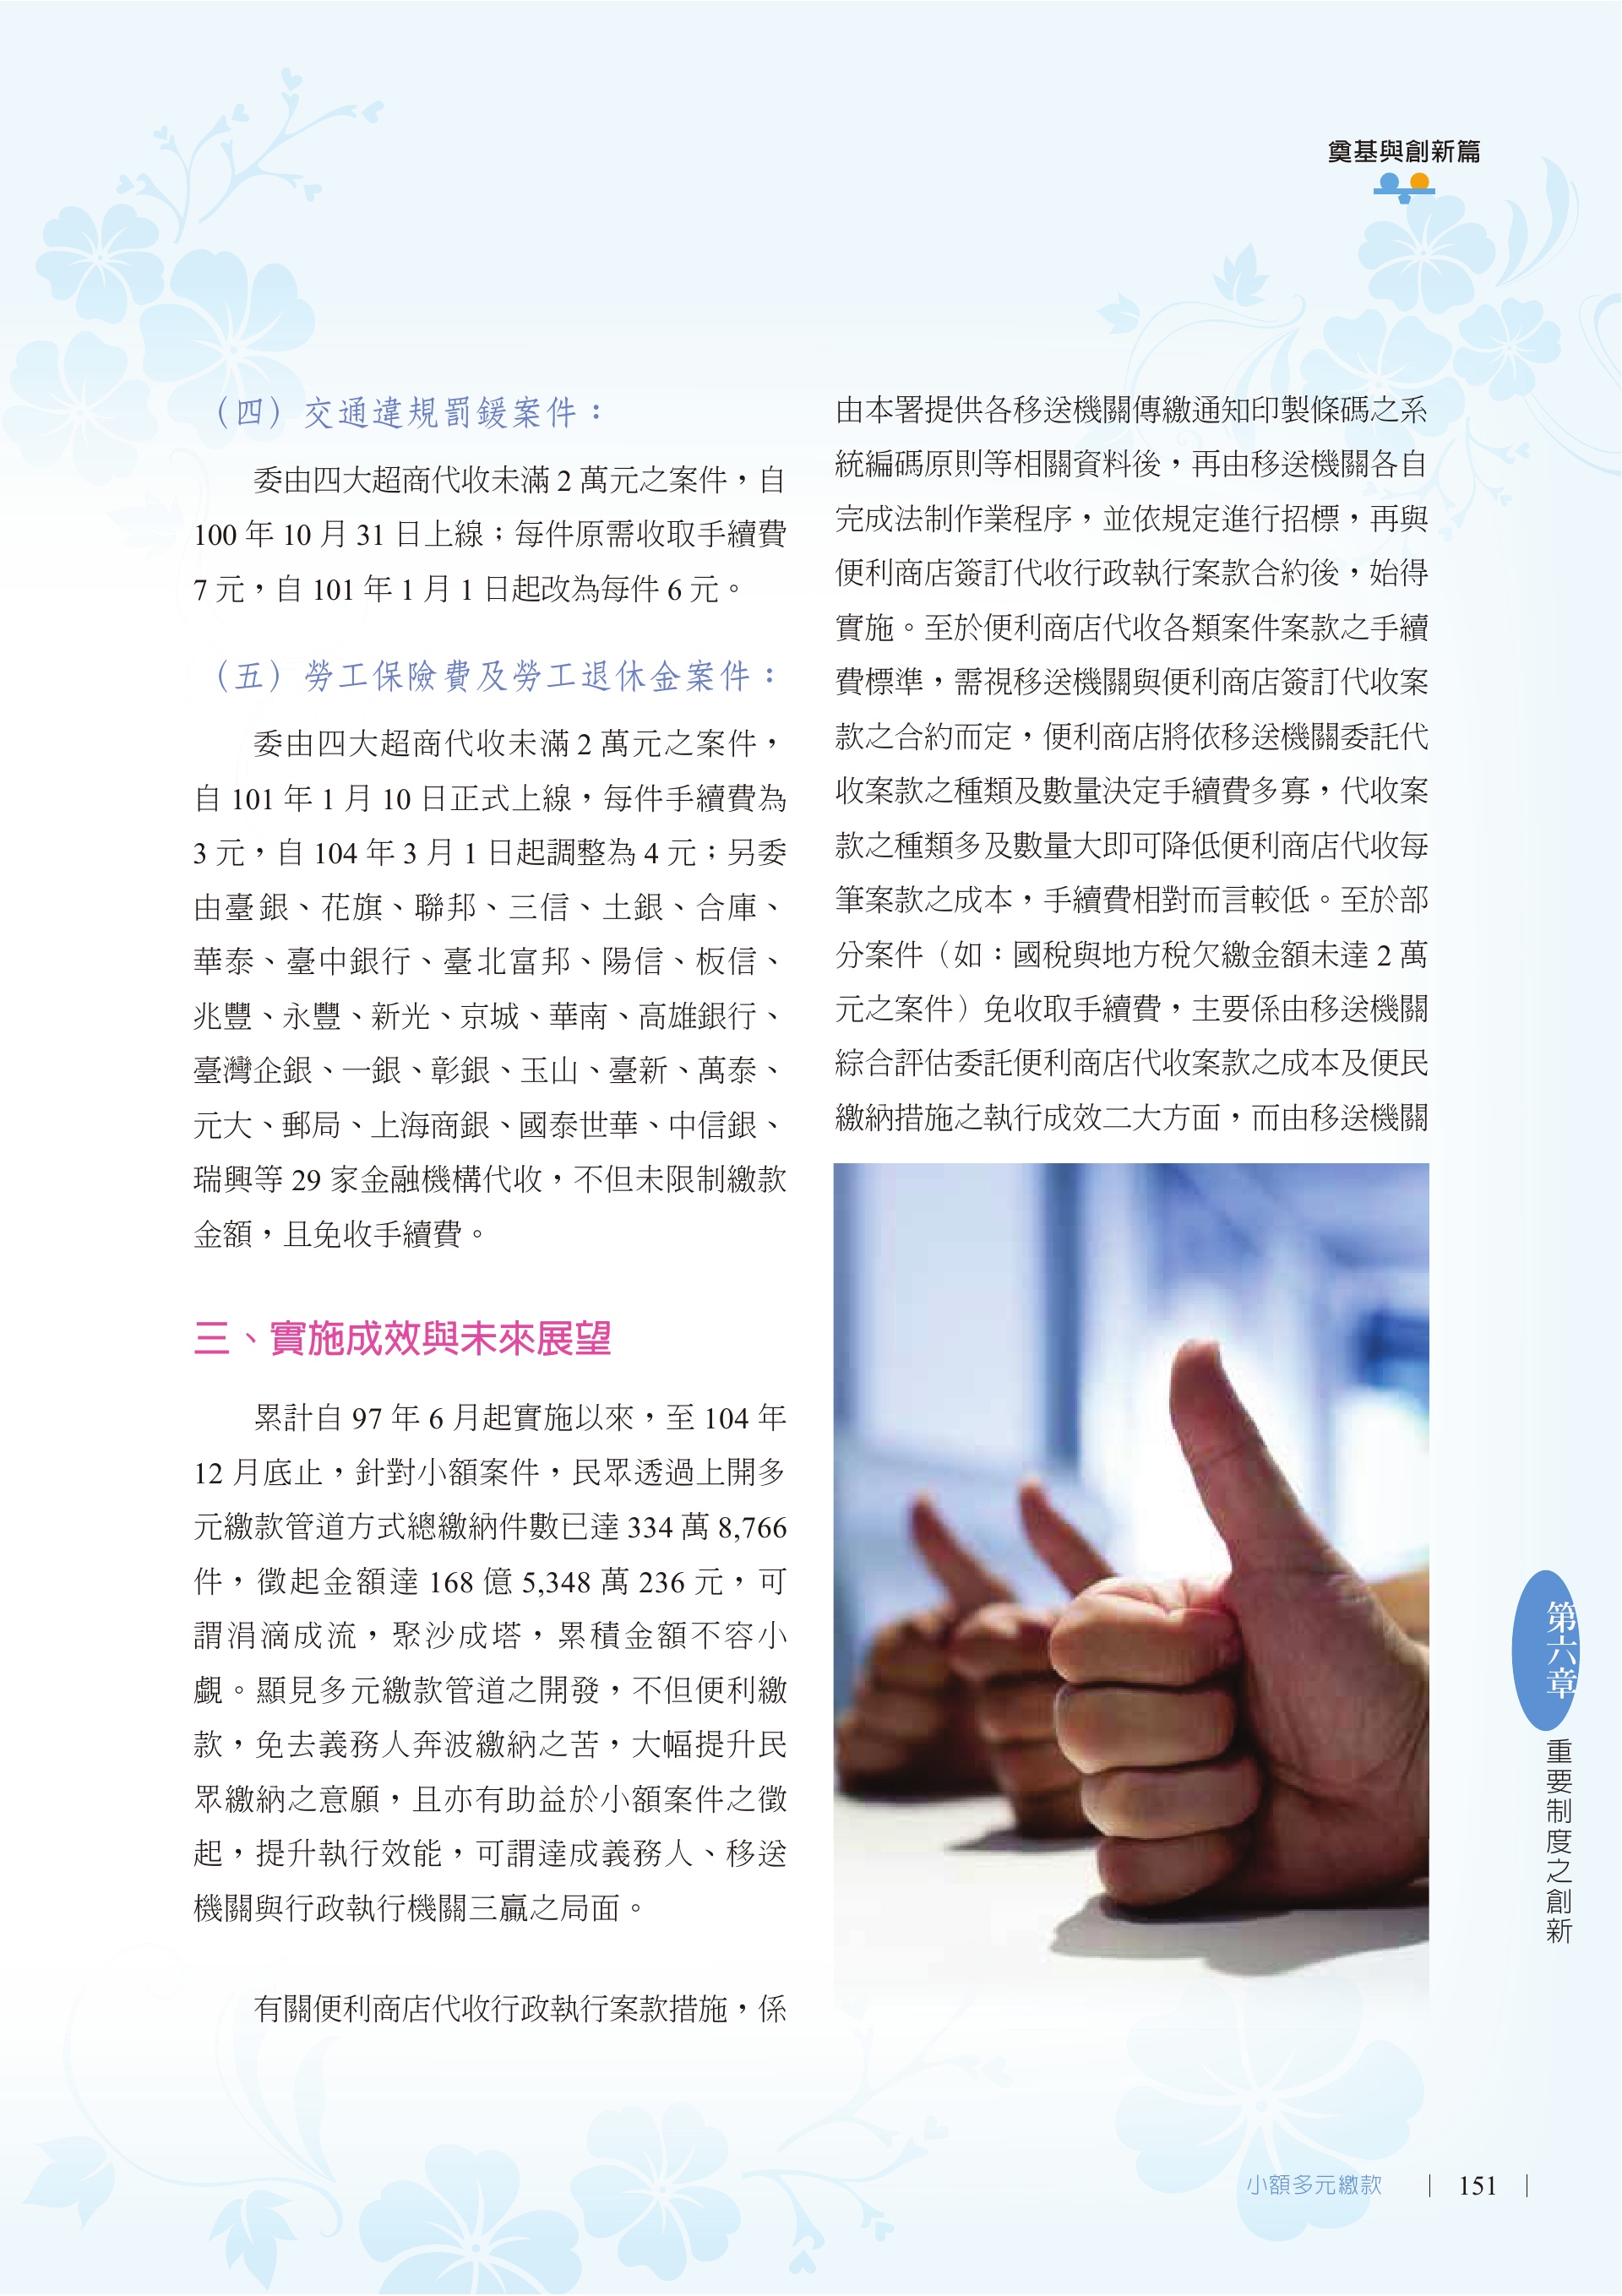 奠基與創新篇
（四）交通違規罰鍰案件：
委由四大超商代收未滿 2 萬元之案件，自
100 年 10 月 31 日上線；每件原需收取手續費
7 元，自 101 年 1 月 1 日起改為每件 6 元。
（五）勞工保險費及勞工退休金案件：
委由四大超商代收未滿 2 萬元之案件，
自 101 年 1 月 10 日正式上線，每件手續費為
3 元，自 104 年 3 月 1 日起調整為 4 元；另委
由臺銀、花旗、聯邦、三信、土銀、合庫、
華泰、臺中銀行、臺北富邦、陽信、板信、
兆豐、永豐、新光、京城、華南、高雄銀行、
臺灣企銀、一銀、彰銀、玉山、臺新、萬泰、
元大、郵局、上海商銀、國泰世華、中信銀、
瑞興等 29 家金融機構代收，不但未限制繳款
金額，且免收手續費。
三、實施成效與未來展望
累計自 97 年 6 月起實施以來，至 104 年
12 月底止，針對小額案件，民眾透過上開多
元繳款管道方式總繳納件數已達 334 萬 8,766
件，徵起金額達 168 億 5,348 萬 236 元，可
謂涓滴成流，聚沙成塔，累積金額不容小
覷。顯見多元繳款管道之開發，不但便利繳
款，免去義務人奔波繳納之苦，大幅提升民
眾繳納之意願，且亦有助益於小額案件之徵
起，提升執行效能，可謂達成義務人、移送
機關與行政執行機關三贏之局面。
有關便利商店代收行政執行案款措施，係
由本署提供各移送機關傳繳通知印製條碼之系
統編碼原則等相關資料後，再由移送機關各自
完成法制作業程序，並依規定進行招標，再與
便利商店簽訂代收行政執行案款合約後，始得
實施。至於便利商店代收各類案件案款之手續
費標準，需視移送機關與便利商店簽訂代收案
款之合約而定，便利商店將依移送機關委託代
收案款之種類及數量決定手續費多寡，代收案
款之種類多及數量大即可降低便利商店代收每
筆案款之成本，手續費相對而言較低。至於部
分案件（如：國稅與地方稅欠繳金額未達 2 萬
元之案件）免收取手續費，主要係由移送機關
綜合評估委託便利商店代收案款之成本及便民
繳納措施之執行成效二大方面，而由移送機關
第六章
重要制度之創新
小額多元繳款 | 151 |